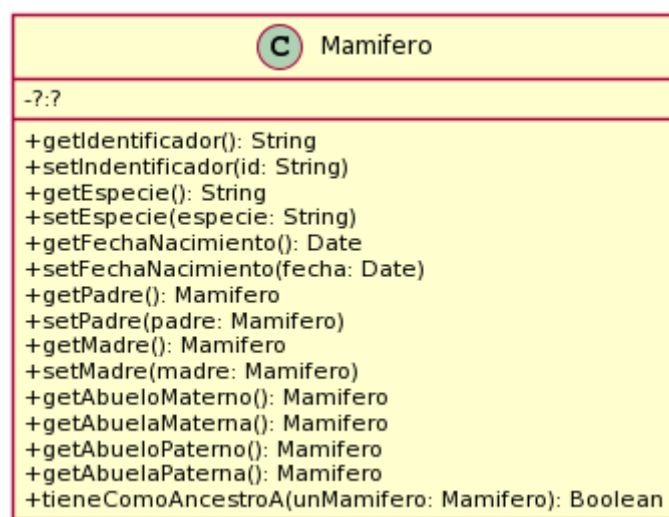 C Mamifero
-?:?
+getIdentificador(): String
+setIndentificador(id: String)
+getEspecie(): String
+setEspecie(especie: String)
+getFechaNacimiento(): Date
+setFechaNacimiento(fecha: Date)
+getPadre(): Mamifero
+setPadre(padre: Mamifero)
+getMadre(): Mamifero
+setMadre(madre: Mamifero)
+getAbueloMaterno(): Mamifero
+getAbuelaMaterna(): Mamifero
+getAbueloPaterno(): Mamifero
+getAbuelaPaterna(): Mamifero
+tieneComoAncestroA(unMamifero: Mamifero): Boolean